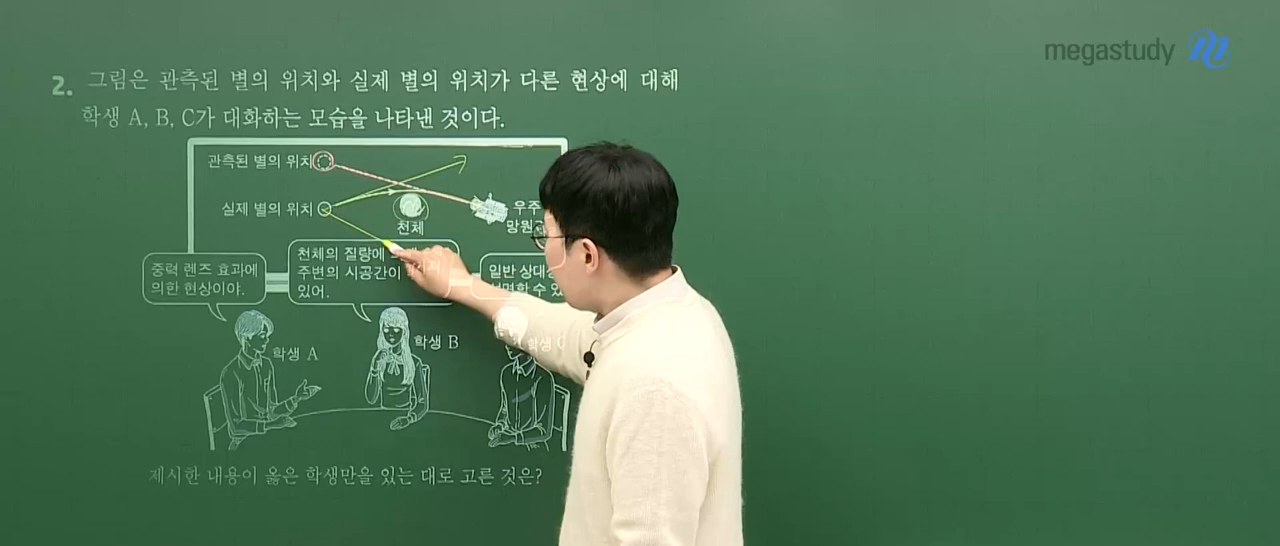 megastudy
2. 그림은 관측된 별의 위치와 실제 별의 위치가 다른 현상에 대해
학생 A, B, C가 대화하는 모습을 나타낸 것이다.
관측된 별의 위치
실제 별의 위치
천체
우주
중력 렌즈 효과에
의한 현상이야.
천체의 질량에
주변의 시공간이
있어.
일반
수
학생 A
학생 B
학생 C
제시한 내용이 옳은 학생만을 있는 대로 고른 것은?